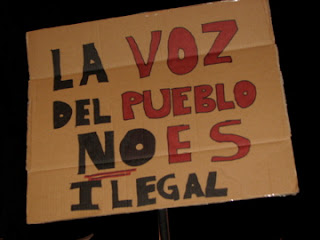 LA VOZ
DEL PUEBLO
NO ES
ILEGAL